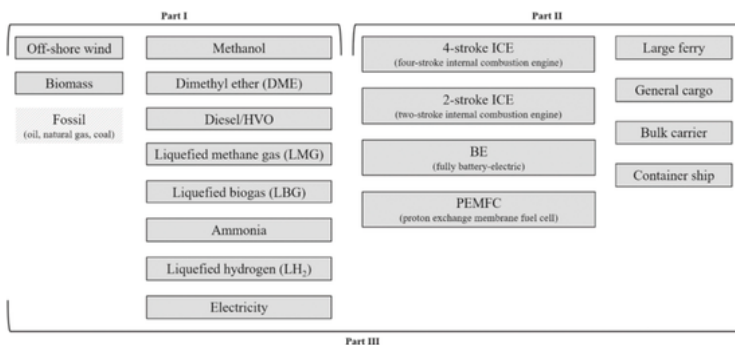 Part I
Part II
Off-shore wind
Biomass
Fossil
(oil, natural gas, coal)
Methanol
Dimethyl ether (DME)
Diesel/HVO
Liquefied methane gas (LMG)
Liquefied biogas (LBG)
Ammonia
Liquefied hydrogen (LH₂)
Electricity
4-stroke ICE
(four-stroke internal combustion engine)
2-stroke ICE
(two-stroke internal combustion engine)
BE
(fully battery-electric)
PEMFC
(proton exchange membrane fuel cell)
Large ferry
General cargo
Bulk carrier
Container ship
Part III